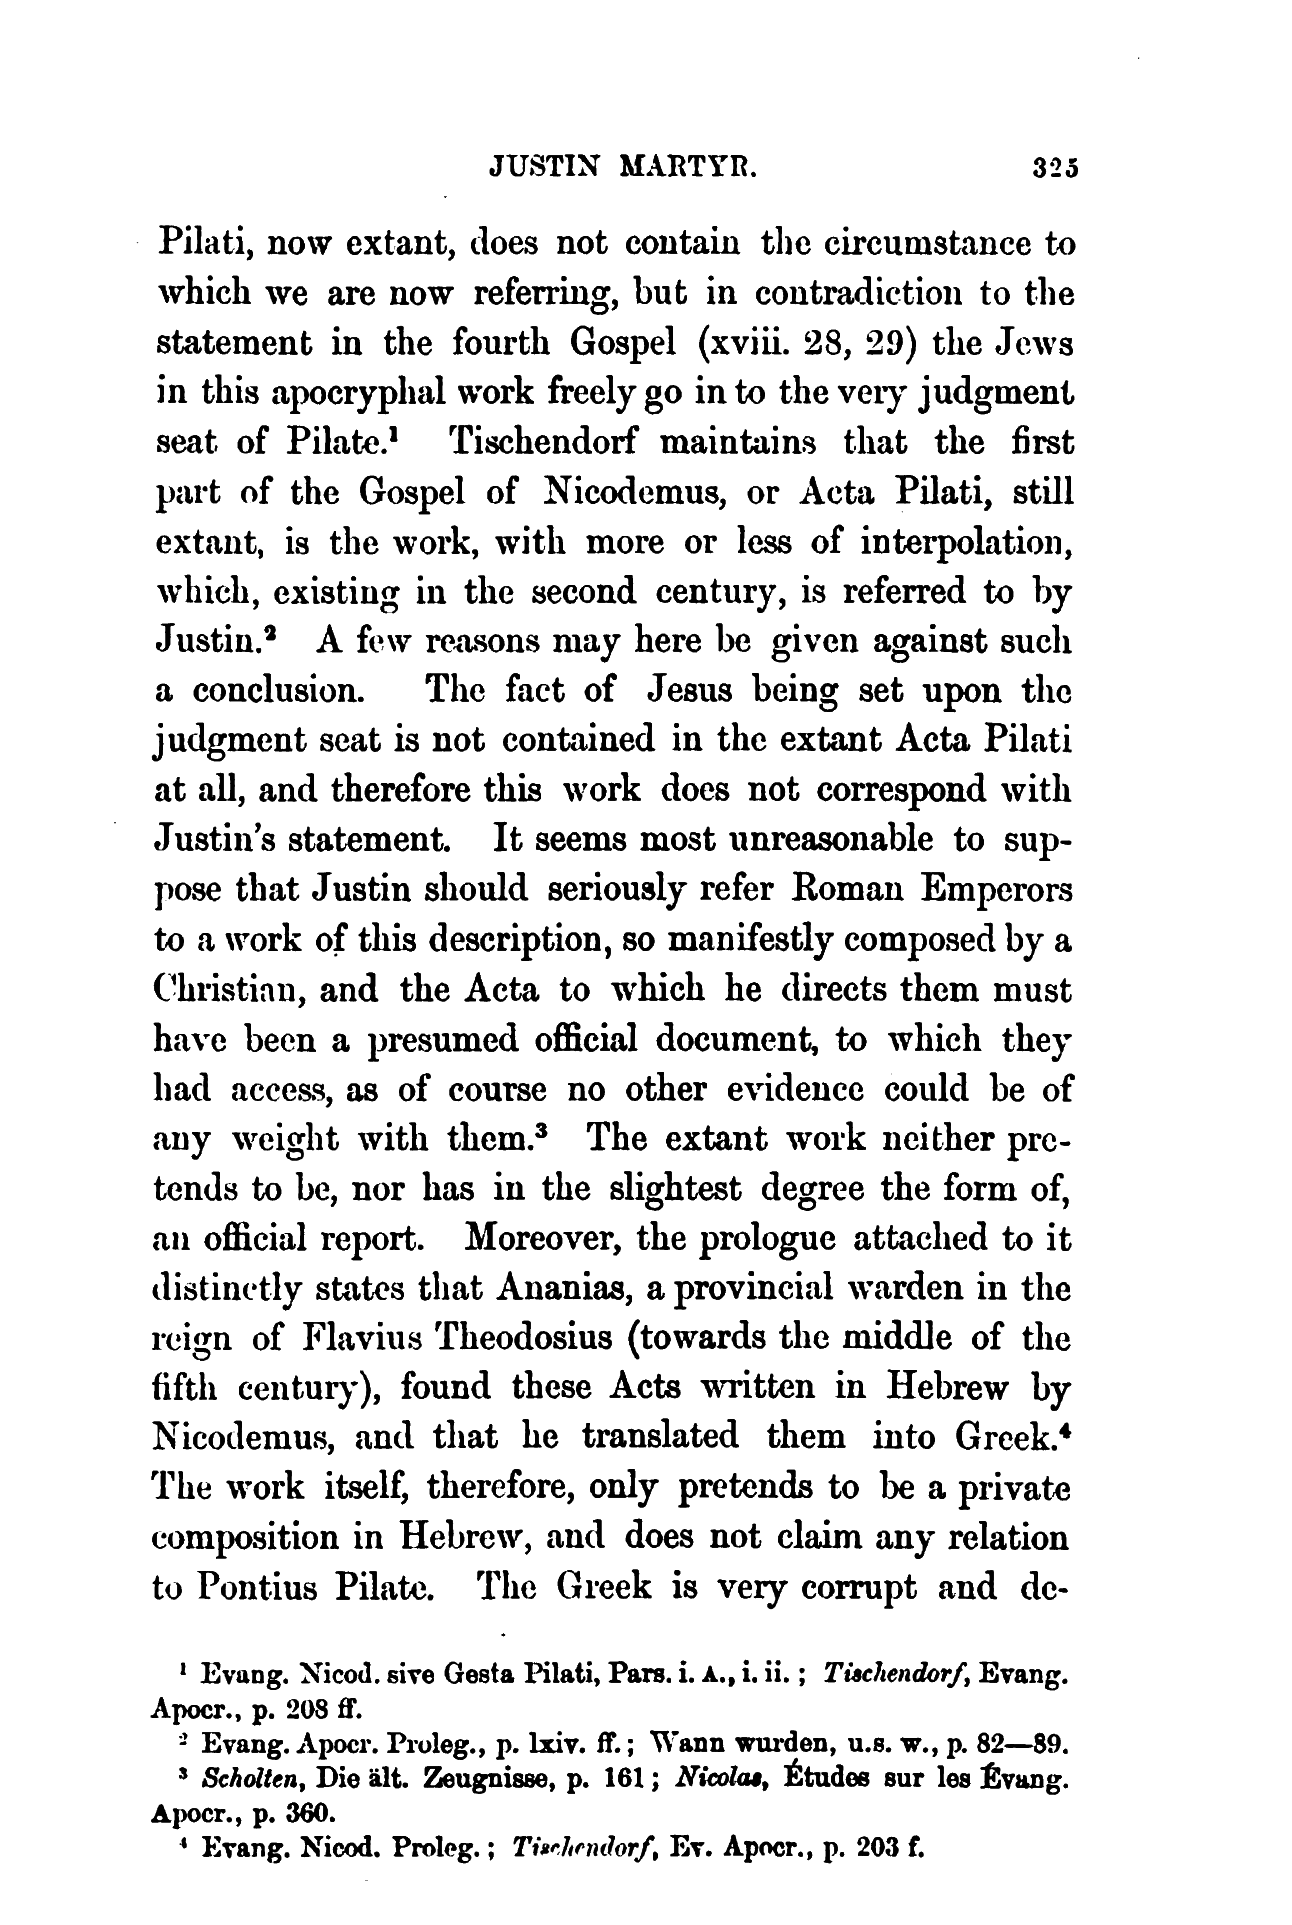 JUSTIN MARTYR. 325
Pilati, now extant, does not contain the circumstance to
which we are now referring, but in contradiction to the
statement in the fourth Gospel (xviii. 28, 29) the Jews
in this apocryphal work freely go in to the very judgment
seat of Pilate.¹ Tischendorf maintains that the first
part of the Gospel of Nicodemus, or Acta Pilati, still
extant, is the work, with more or less of interpolation,
which, existing in the second century, is referred to by
Justin.² A few reasons may here be given against such
a conclusion. The fact of Jesus being set upon the
judgment seat is not contained in the extant Acta Pilati
at all, and therefore this work does not correspond with
Justin's statement. It seems most unreasonable to sup-
pose that Justin should seriously refer Roman Emperors
to a work of this description, so manifestly composed by a
Christian, and the Acta to which he directs them must
have been a presumed official document, to which they
had access, as of course no other evidence could be of
any weight with them.³ The extant work neither pre-
tends to be, nor has in the slightest degree the form of,
an official report. Moreover, the prologue attached to it
distinctly states that Ananias, a provincial warden in the
reign of Flavius Theodosius (towards the middle of the
fifth century), found these Acts written in Hebrew by
Nicodemus, and that he translated them into Greek.⁴
The work itself, therefore, only pretends to be a private
composition in Hebrew, and does not claim any relation
to Pontius Pilate. The Greek is very corrupt and de-
¹ Evang. Nicod. sive Gesta Pilati, Pars. i. A., i. ii. ; Tischendorf, Evang.
Apocr., p. 208 ff.
² Evang. Apocr. Proleg., p. lxiv. ff. ; Wann wurden, u.s. w., p. 82—89.
³ Scholten, Die ält. Zeugnisse, p. 161 ; Nicolas, Études sur les Évang.
Apocr., p. 360.
⁴ Evang. Nicod. Proleg. ; Tischendorf, Ev. Apocr., p. 203 f.